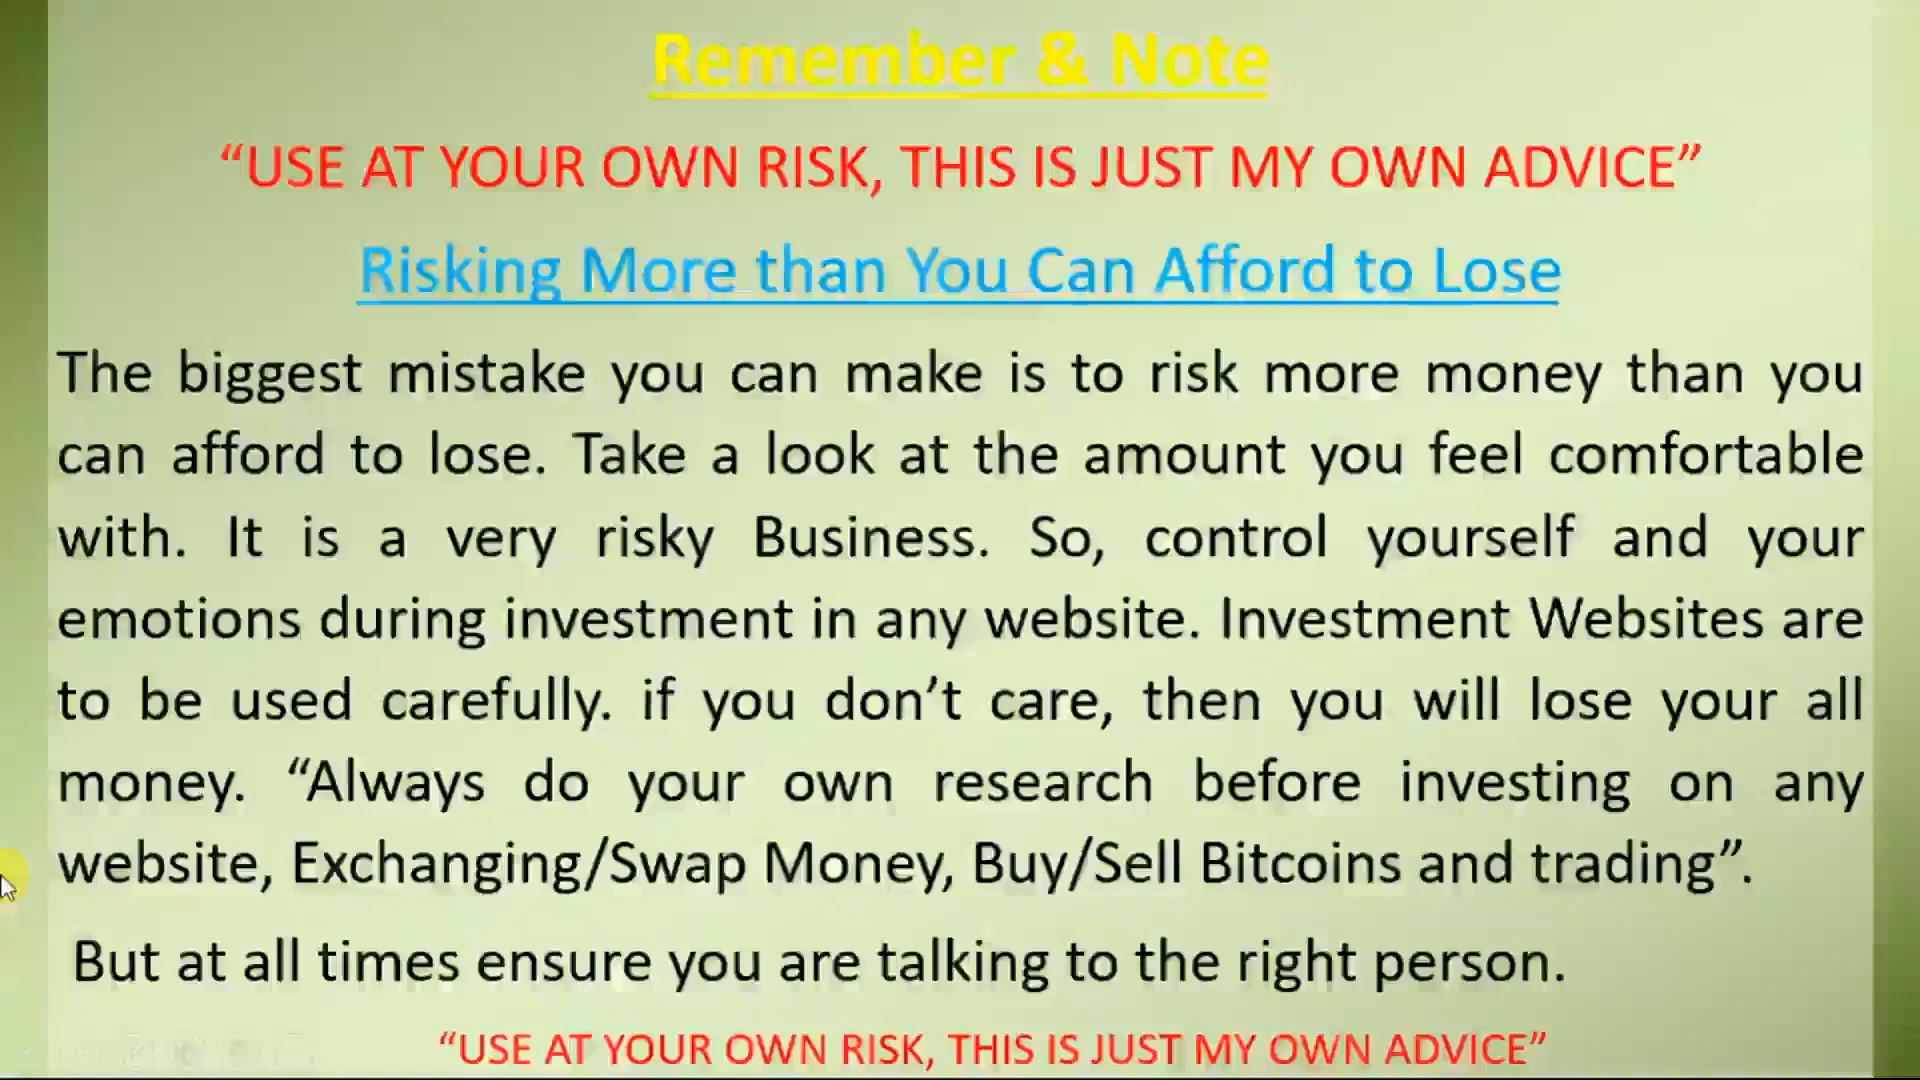 Remember & Note
“USE AT YOUR OWN RISK, THIS IS JUST MY OWN ADVICE”
Risking More than You Can Afford to Lose
The biggest mistake you can make is to risk more money than you
can afford to lose. Take a look at the amount you feel comfortable
with. It is a very risky Business. So, control yourself and your
emotions during investment in any website. Investment Websites are
to be used carefully. if you don’t care, then you will lose your all
money. “Always do your own research before investing on any
website, Exchanging/Swap Money, Buy/Sell Bitcoins and trading”.
But at all times ensure you are talking to the right person.
“USE AT YOUR OWN RISK, THIS IS JUST MY OWN ADVICE”